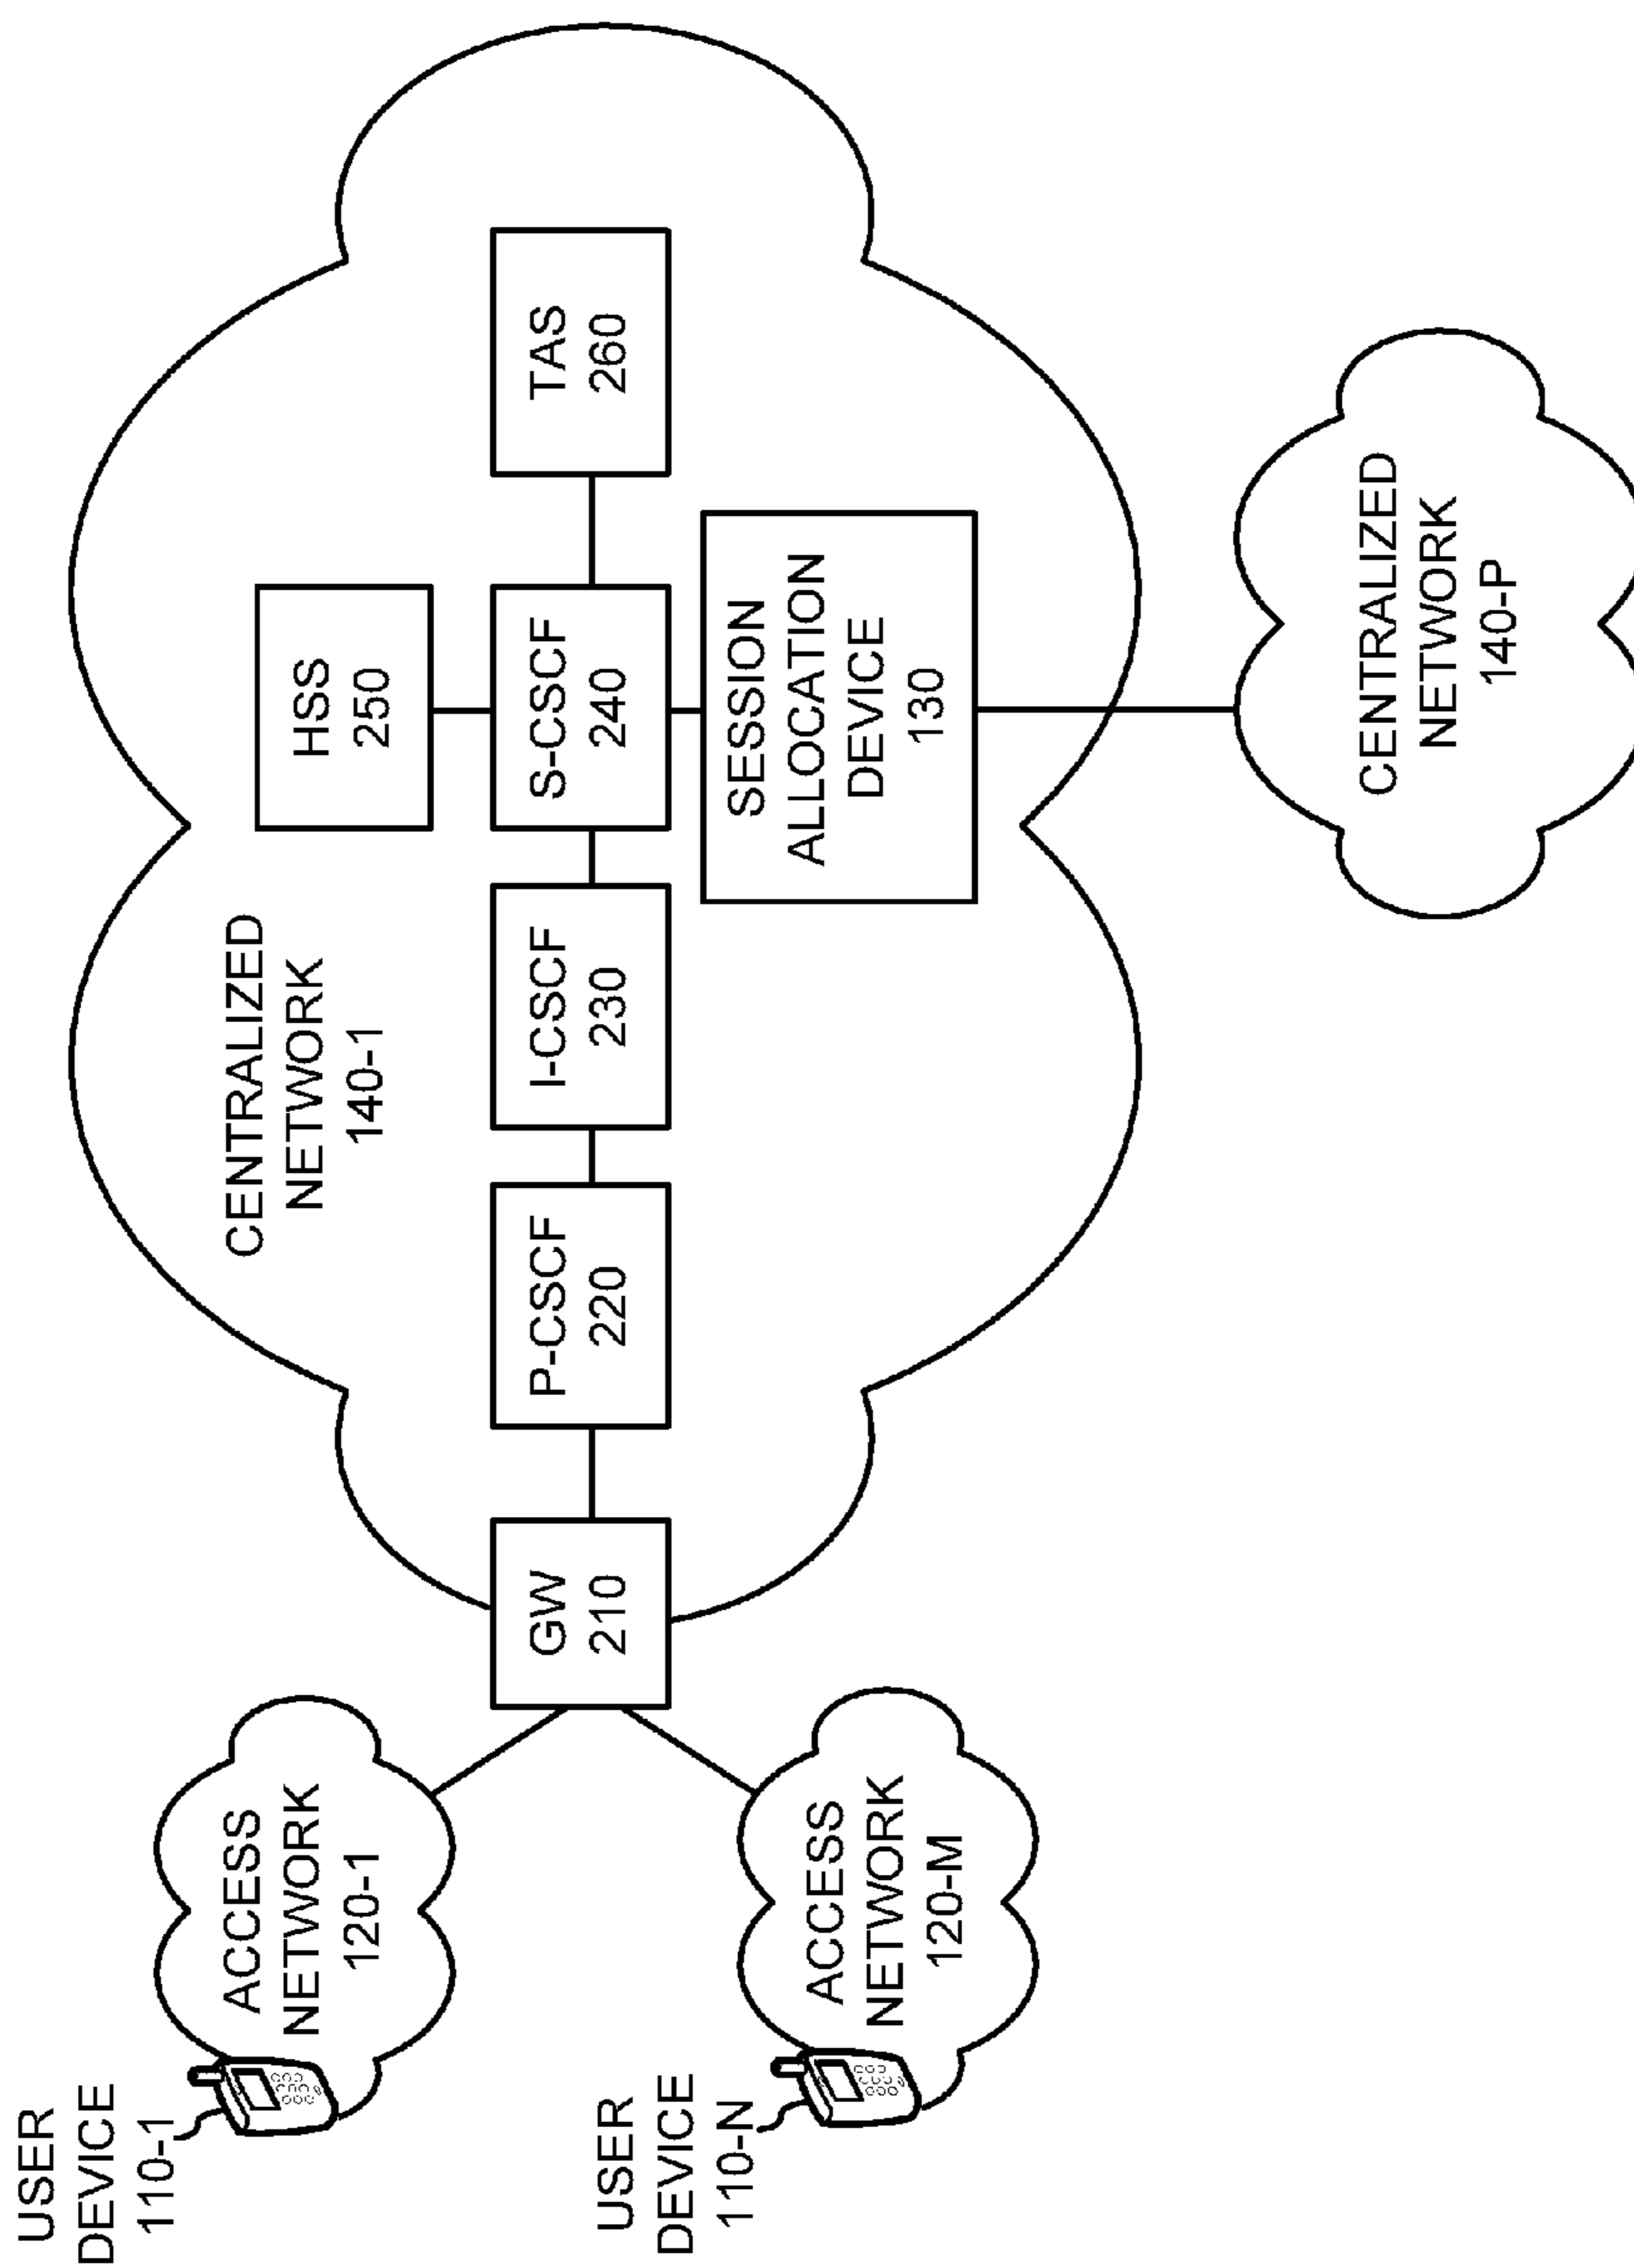 USER
DEVICE
110-1
ACCESS
NETWORK
120-1
USER
DEVICE
110-N
ACCESS
NETWORK
120-M
CENTRALIZED
NETWORK
140-1
GW
210
P-CSCF
220
I-CSCF
230
S-CSCF
240
HSS
250
TAS
260
SESSION
ALLOCATION
DEVICE
130
CENTRALIZED
NETWORK
140-P